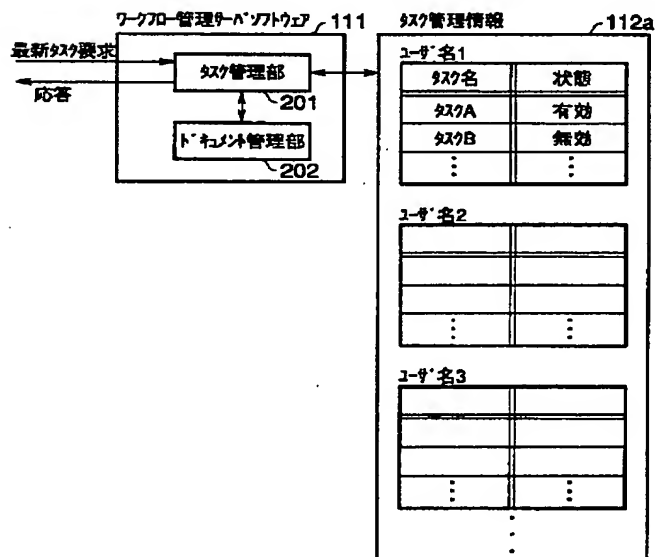 ワークフロー管理サーバソフトウェア 111
最新タスク要求
応答
タスク管理部
201
ドキュメント管理部
202
タスク管理情報 112a
ユーザ名1
タスク名 状態
タスクA 有効
タスクB 無効
⋮ ⋮
ユーザ名2
⋮ ⋮
ユーザ名3
⋮ ⋮
⋮